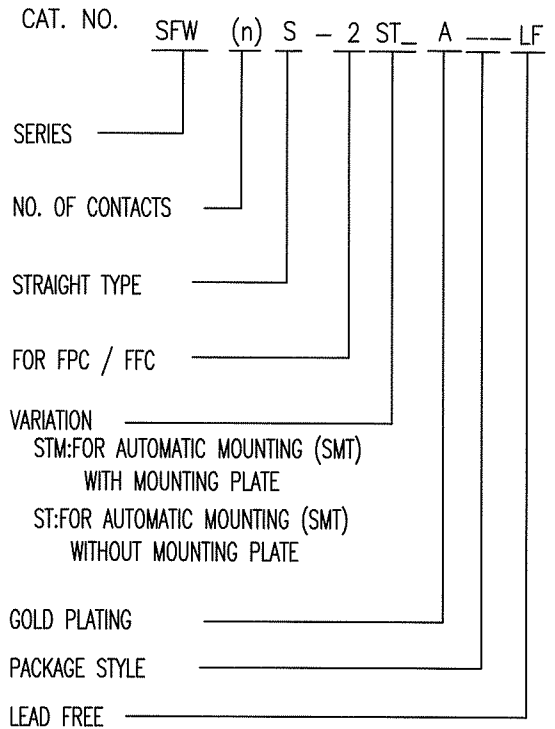 CAT. NO. SFW (n) S - 2 ST_ A __ LF
SERIES
NO. OF CONTACTS
STRAIGHT TYPE
FOR FPC / FFC
VARIATION
STM:FOR AUTOMATIC MOUNTING (SMT)
WITH MOUNTING PLATE
ST:FOR AUTOMATIC MOUNTING (SMT)
WITHOUT MOUNTING PLATE
GOLD PLATING
PACKAGE STYLE
LEAD FREE